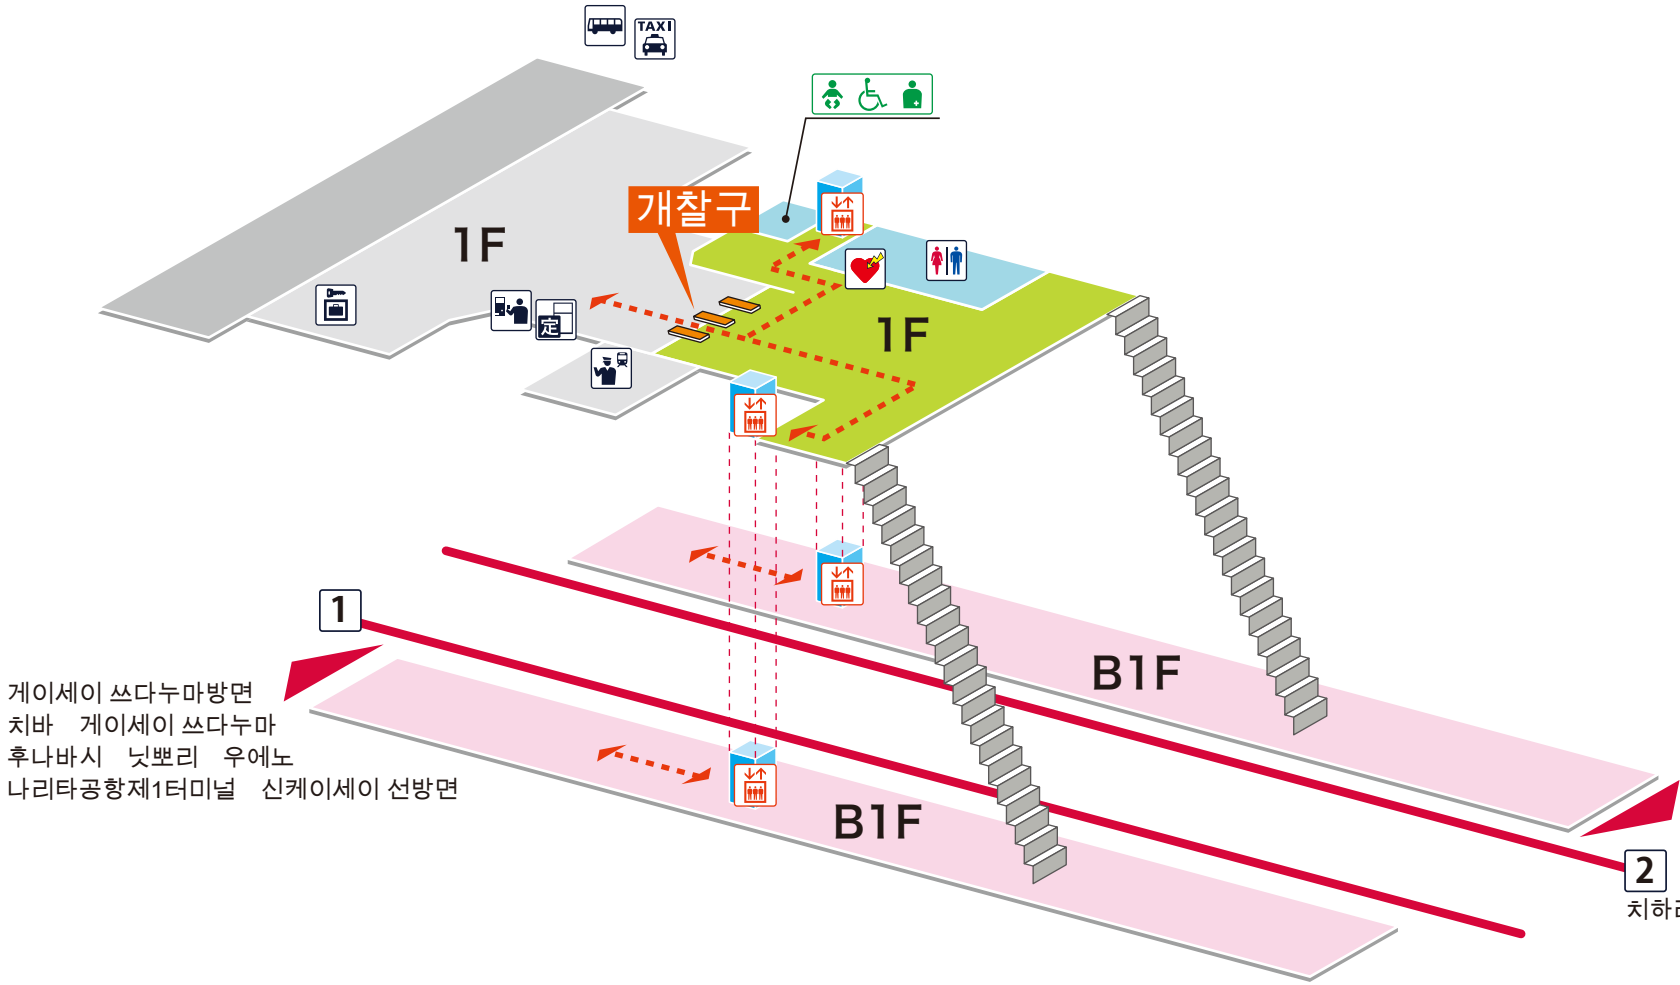 TAXI
개찰구
1F
定
1F
1
게이세이 쓰다누마방면
치바 게이세이 쓰다누마
후나바시 닛뽀리 우에노
나리타공항제1터미널 신케이세이 선방면
B1F
B1F
2
치하